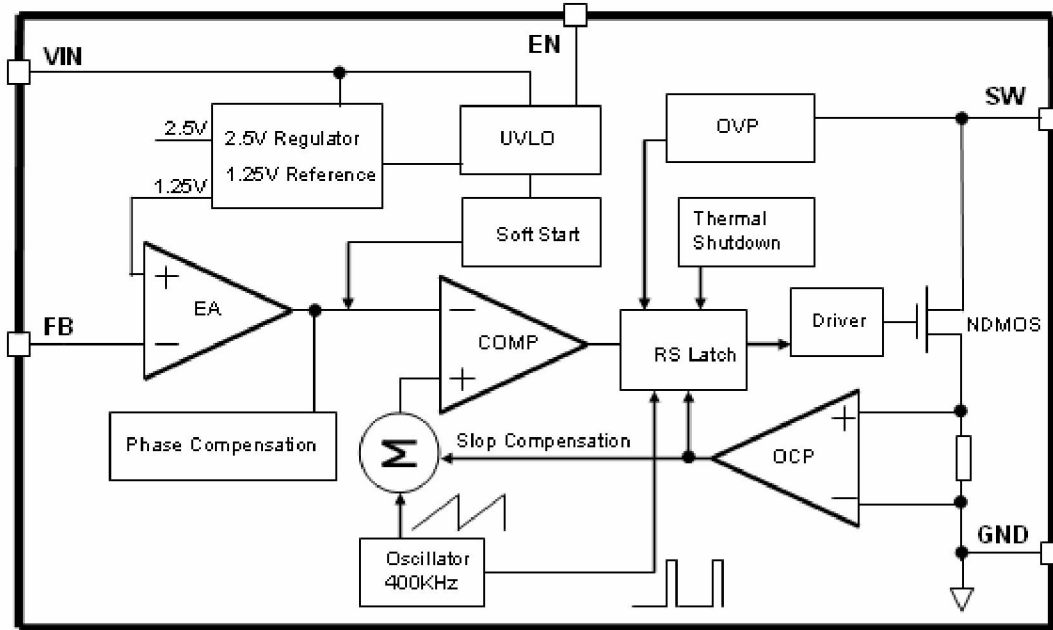 EN
VIN
SW
2.5V
2.5V Regulator
1.25V Reference
1.25V
UVLO
OVP
Soft Start
Thermal
Shutdown
+
EA
−
FB
−
COMP
+
RS Latch
Driver
NDMOS
Phase Compensation
Σ
Slop Compensation
+
OCP
−
GND
Oscillator
400KHz